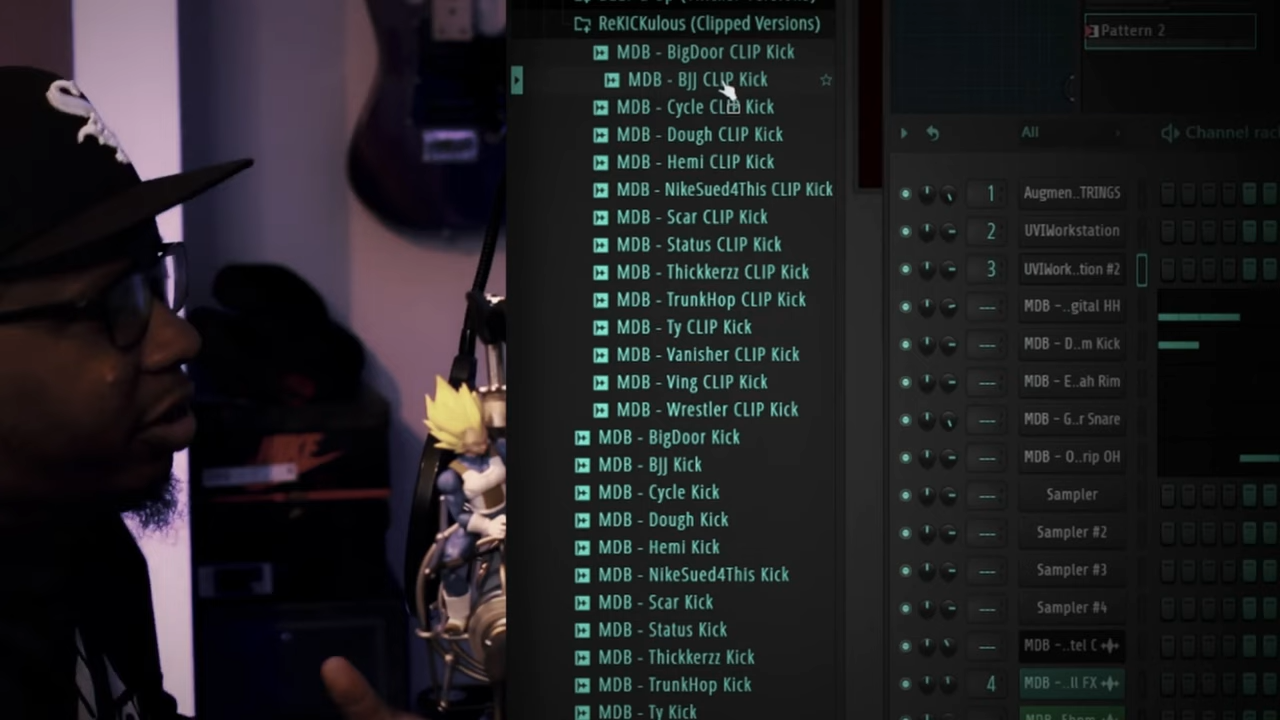 ReKICKulous (Clipped Versions)
MDB - BigDoor CLIP Kick
MDB - BJJ CLIP Kick
MDB - Cycle CLIP Kick
MDB - Dough CLIP Kick
MDB - Hemi CLIP Kick
MDB - NikeSued4This CLIP Kick
MDB - Scar CLIP Kick
MDB - Status CLIP Kick
MDB - Thickkerzz CLIP Kick
MDB - TrunkHop CLIP Kick
MDB - Ty CLIP Kick
MDB - Vanisher CLIP Kick
MDB - Ving CLIP Kick
MDB - Wrestler CLIP Kick
MDB - BigDoor Kick
MDB - BJJ Kick
MDB - Cycle Kick
MDB - Dough Kick
MDB - Hemi Kick
MDB - NikeSued4This Kick
MDB - Scar Kick
MDB - Status Kick
MDB - Thickkerzz Kick
MDB - TrunkHop Kick
MDB - Ty Kick
Pattern 2
All
Channel
1 Augmen..TRINGS
2 UVIWorkstation
3 UVIWork..tion #2
--- MDB -..gital HH
--- MDB - D..m Kick
--- MDB - E..ah Rim
--- MDB - G..r Snare
--- MDB - O..rip OH
--- Sampler
--- Sampler #2
--- Sampler #3
--- Sampler #4
--- MDB -..tel C
4 MDB -..ll FX